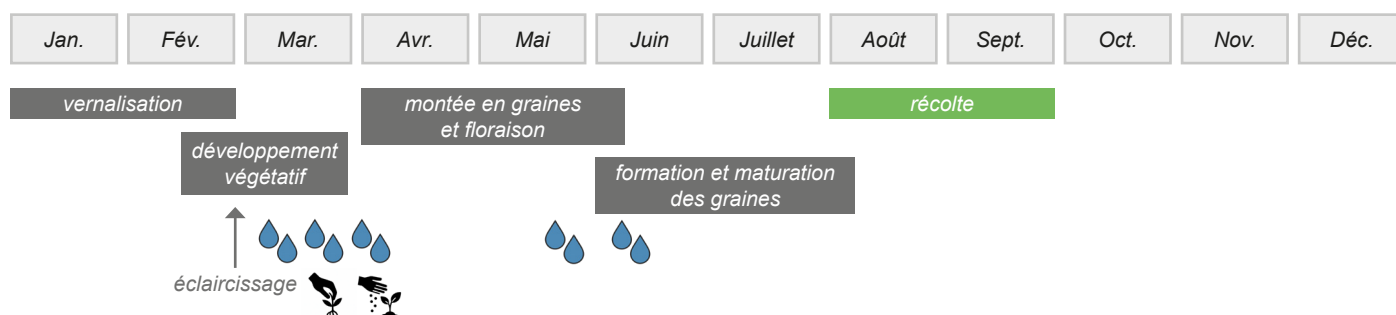 Jan. Fév. Mar. Avr. Mai Juin Juillet Août Sept. Oct. Nov. Déc.
vernalisation
montée en graines
et floraison
récolte
développement
végétatif
formation et maturation
des graines
éclaircissage